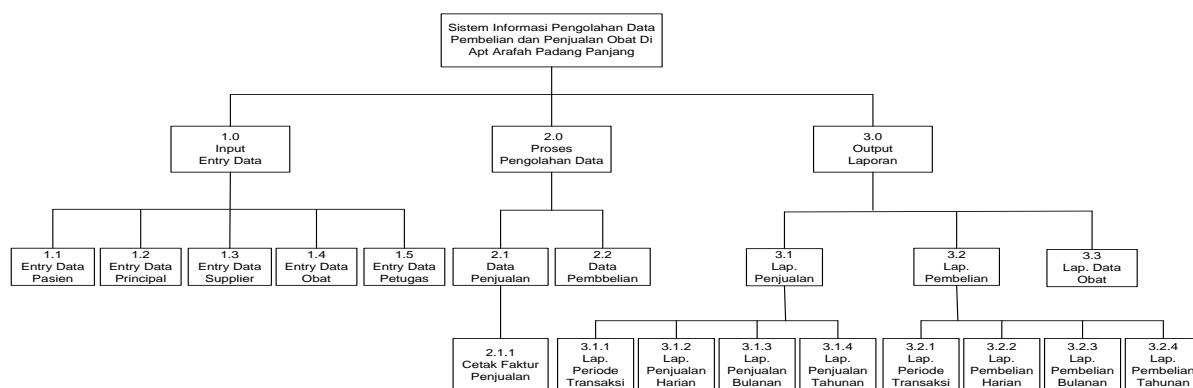 Sistem Informasi Pengolahan Data
Pembelian dan Penjualan Obat Di
Apt Arafah Padang Panjang
1.0
Input
Entry Data
2.0
Proses
Pengolahan Data
3.0
Output
Laporan
1.1
Entry Data
Pasien
1.2
Entry Data
Principal
1.3
Entry Data
Supplier
1.4
Entry Data
Obat
1.5
Entry Data
Petugas
2.1
Data
Penjualan
2.2
Data
Pembbelian
3.1
Lap.
Penjualan
3.2
Lap.
Pembelian
3.3
Lap. Data
Obat
2.1.1
Cetak Faktur
Penjualan
3.1.1
Lap.
Periode
Transaksi
3.1.2
Lap.
Penjualan
Harian
3.1.3
Lap.
Penjualan
Bulanan
3.1.4
Lap.
Penjualan
Tahunan
3.2.1
Lap.
Periode
Transaksi
3.2.2
Lap.
Pembelian
Harian
3.2.3
Lap.
Pembelian
Bulanan
3.2.4
Lap.
Pembelian
Tahunan